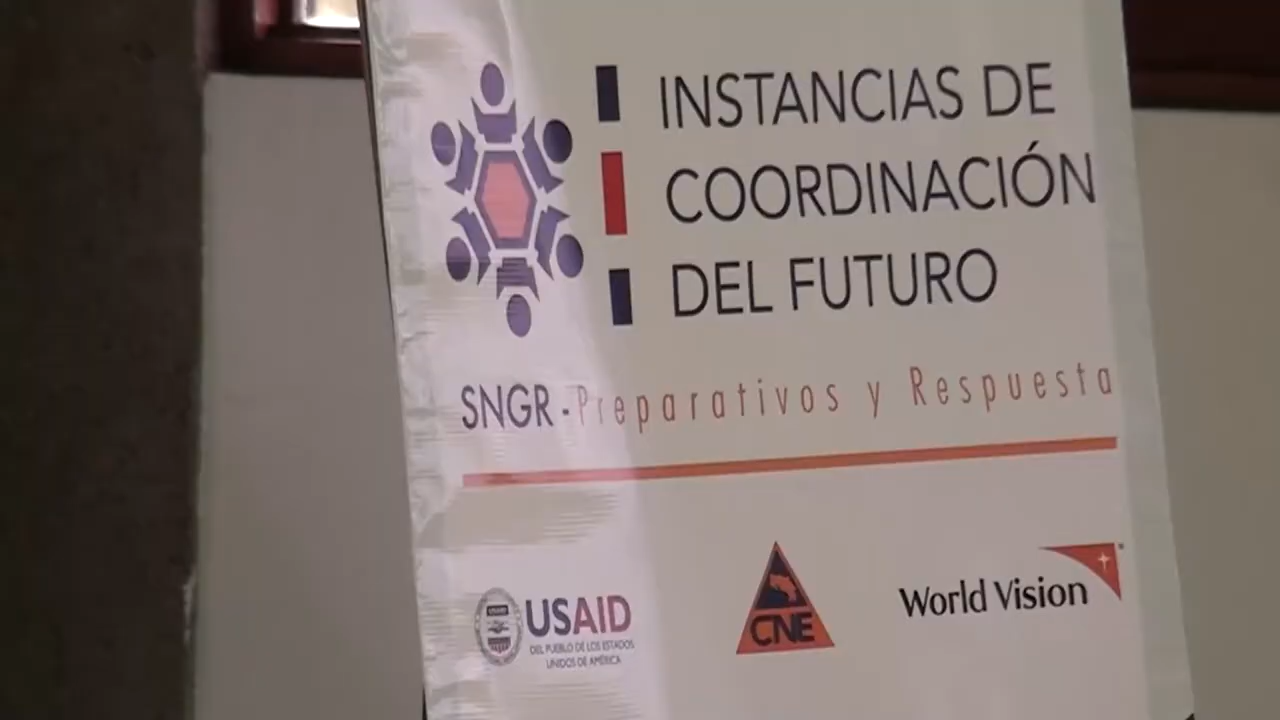 INSTANCIAS DE
COORDINACIÓN
DEL FUTURO
SNGR - Preparativos y Respuesta
USAID
DEL PUEBLO DE LOS ESTADOS
UNIDOS DE AMÉRICA
CNE
World Vision